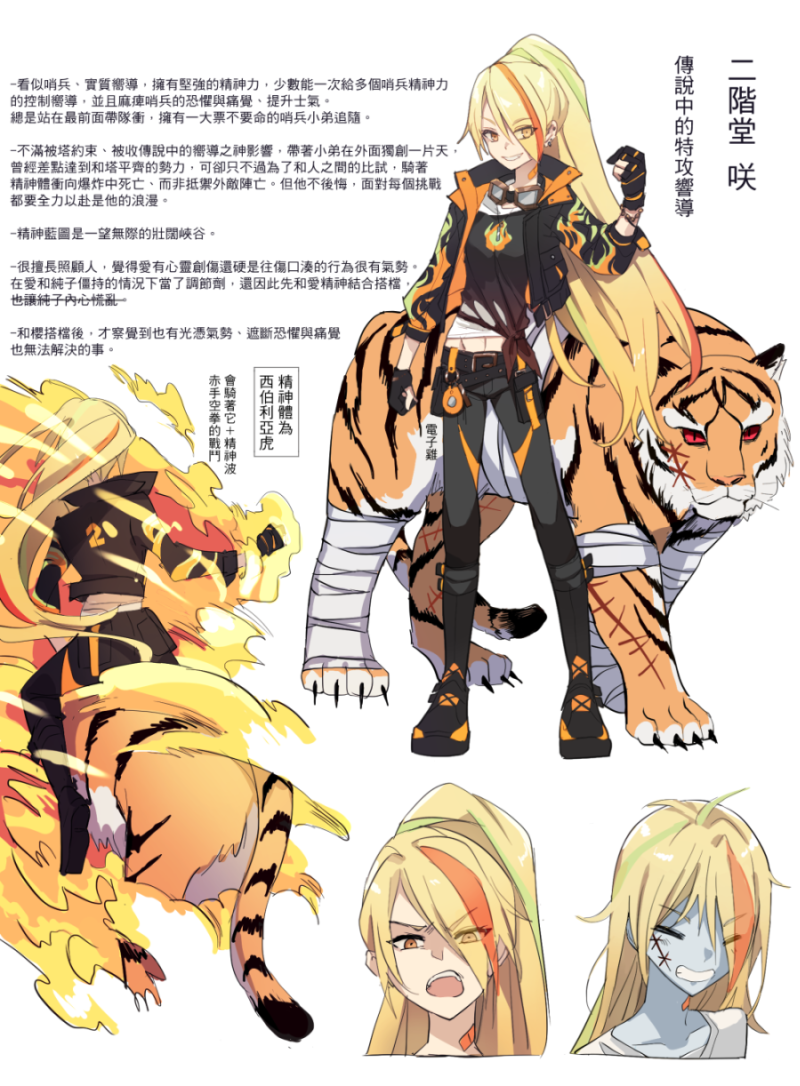 二階堂 咲
傳說中的特攻響導
-看似哨兵、實質嚮導，擁有堅強的精神力，少數能一次給多個哨兵精神力
的控制嚮導，並且麻痺哨兵的恐懼與痛覺、提升士氣。
總是站在最前面帶隊衝，擁有一大票不要命的哨兵小弟追隨。
-不滿被塔約束、被收傳說中的嚮導之神影響，帶著小弟在外面獨創一片天，
曾經差點達到和塔平齊的勢力，可卻只不過為了和人之間的比試，騎著
精神體衝向爆炸中死亡、而非抵禦外敵陣亡。但他不後悔，面對每個挑戰
都要全力以赴是他的浪漫。
-精神藍圖是一望無際的壯闊峽谷。
-很擅長照顧人，覺得愛有心靈創傷還硬是往傷口湊的行為很有氣勢。
在愛和純子僵持的情況下當了調節劑，還因此先和愛精神結合搭檔，
也讓純子內心慌亂。
-和櫻搭檔後，才察覺到也有光憑氣勢、遮斷恐懼與痛覺
也無法解決的事。
精神體為
西伯利亞虎
會騎著它＋精神波
赤手空拳的戰鬥
電子雞
20